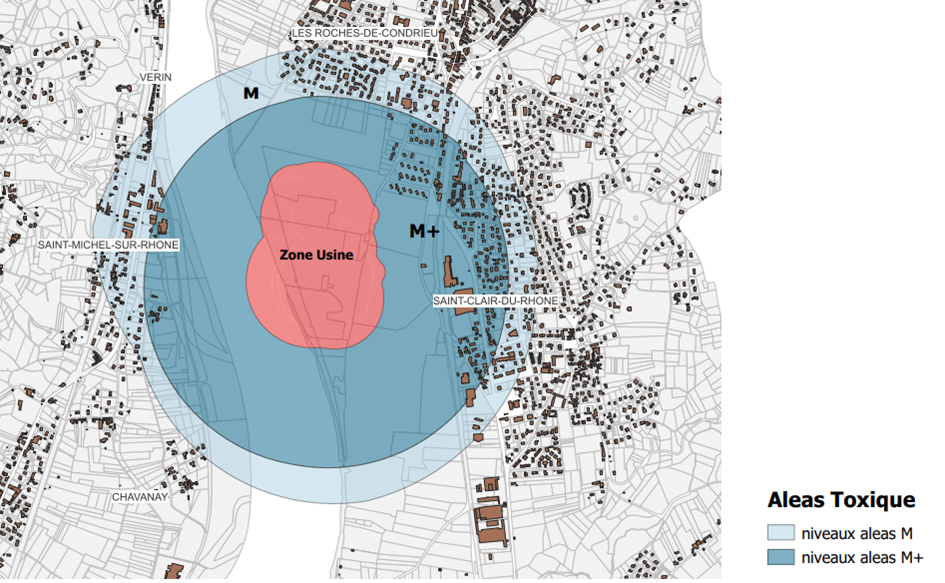 LES ROCHES-DE-CONDRIEU
VERIN
M
M+
SAINT-MICHEL-SUR-RHONE
Zone Usine
SAINT-CLAIR-DU-RHONE
CHAVANAY
Aleas Toxique
niveaux aleas M
niveaux aleas M+